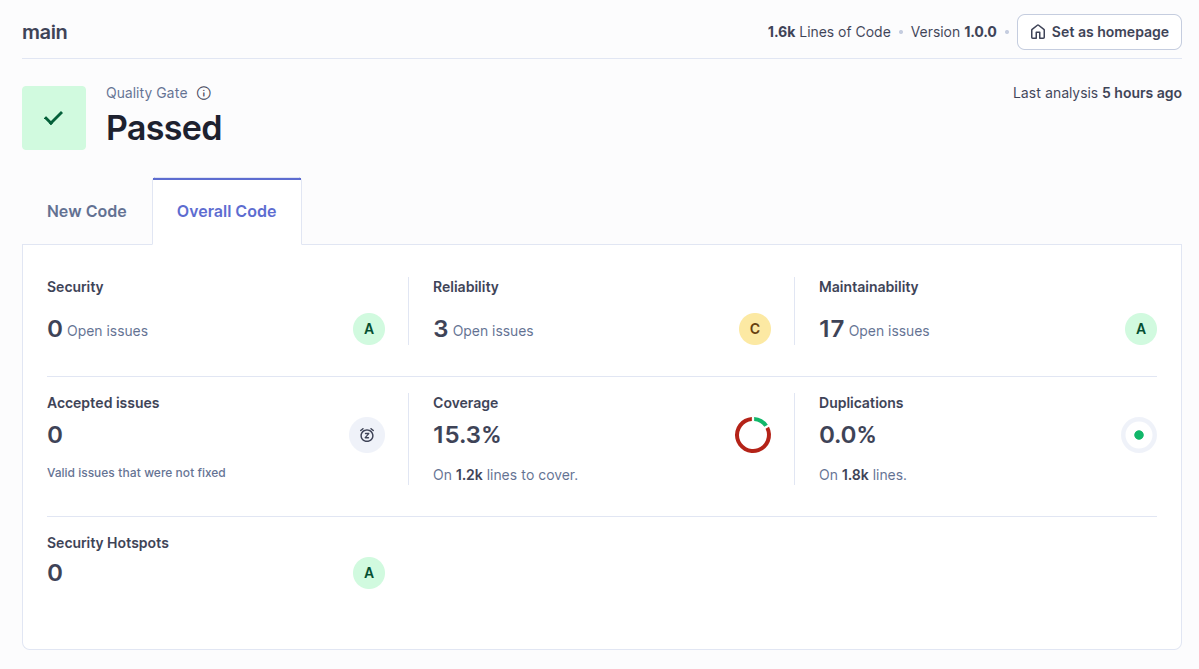 main
1.6k Lines of Code • Version 1.0.0 • Set as homepage
Quality Gate
Passed
Last analysis 5 hours ago
New Code
Overall Code
Security
0 Open issues
A
Reliability
3 Open issues
C
Maintainability
17 Open issues
A
Accepted issues
0
Valid issues that were not fixed
Coverage
15.3%
On 1.2k lines to cover.
Duplications
0.0%
On 1.8k lines.
Security Hotspots
0
A